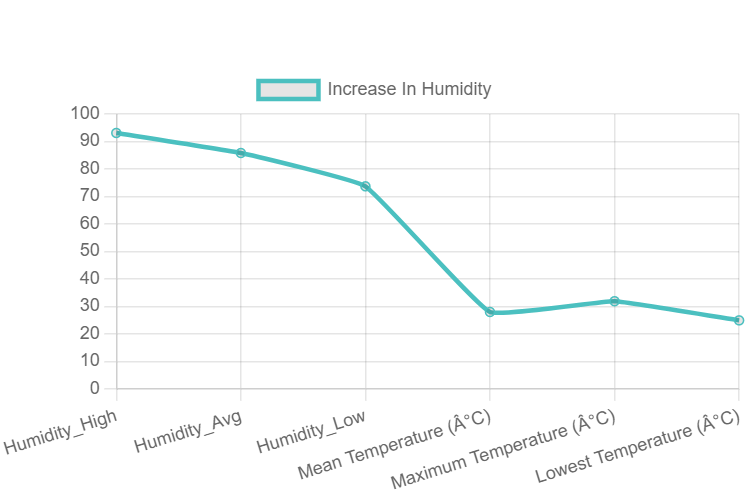 Increase In Humidity
100
90
80
70
60
50
40
30
20
10
0
Humidity_High
Humidity_Avg
Humidity_Low
Mean Temperature (Â°C)
Maximum Temperature (Â°C)
Lowest Temperature (Â°C)